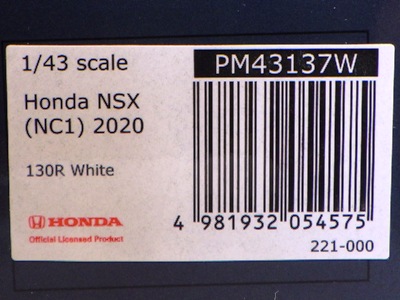 1/43 scale
PM43137W
Honda NSX
(NC1) 2020
130R White
HONDA
Official Licensed Product
4 981932 054575
221-000